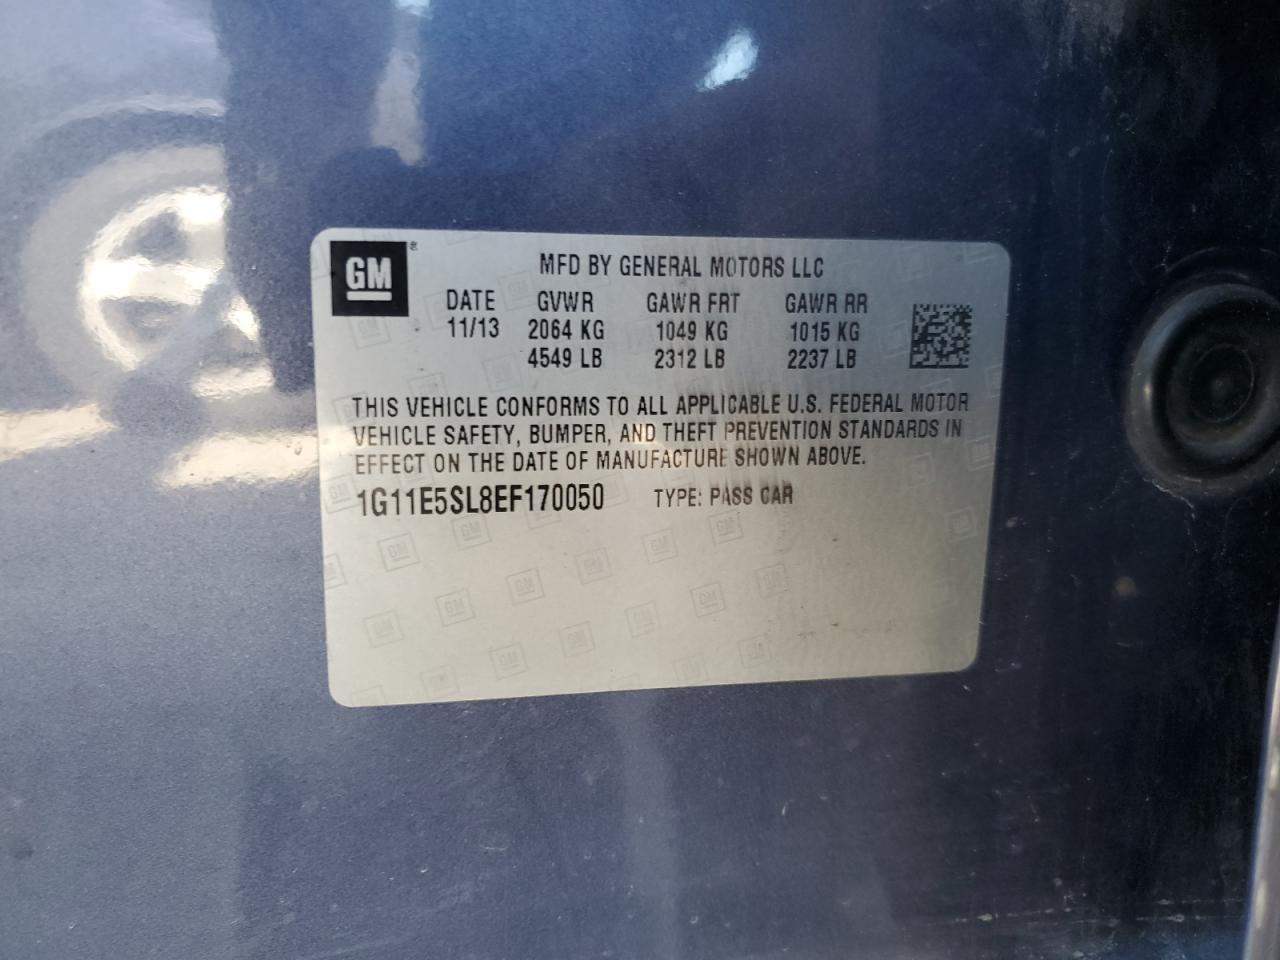 GM
MFD BY GENERAL MOTORS LLC
DATE GVWR GAWR FRT GAWR RR
11/13 2064 KG 1049 KG 1015 KG
4549 LB 2312 LB 2237 LB
THIS VEHICLE CONFORMS TO ALL APPLICABLE U.S. FEDERAL MOTOR
VEHICLE SAFETY, BUMPER, AND THEFT PREVENTION STANDARDS IN
EFFECT ON THE DATE OF MANUFACTURE SHOWN ABOVE.
1G11E5SL8EF170050 TYPE: PASS CAR